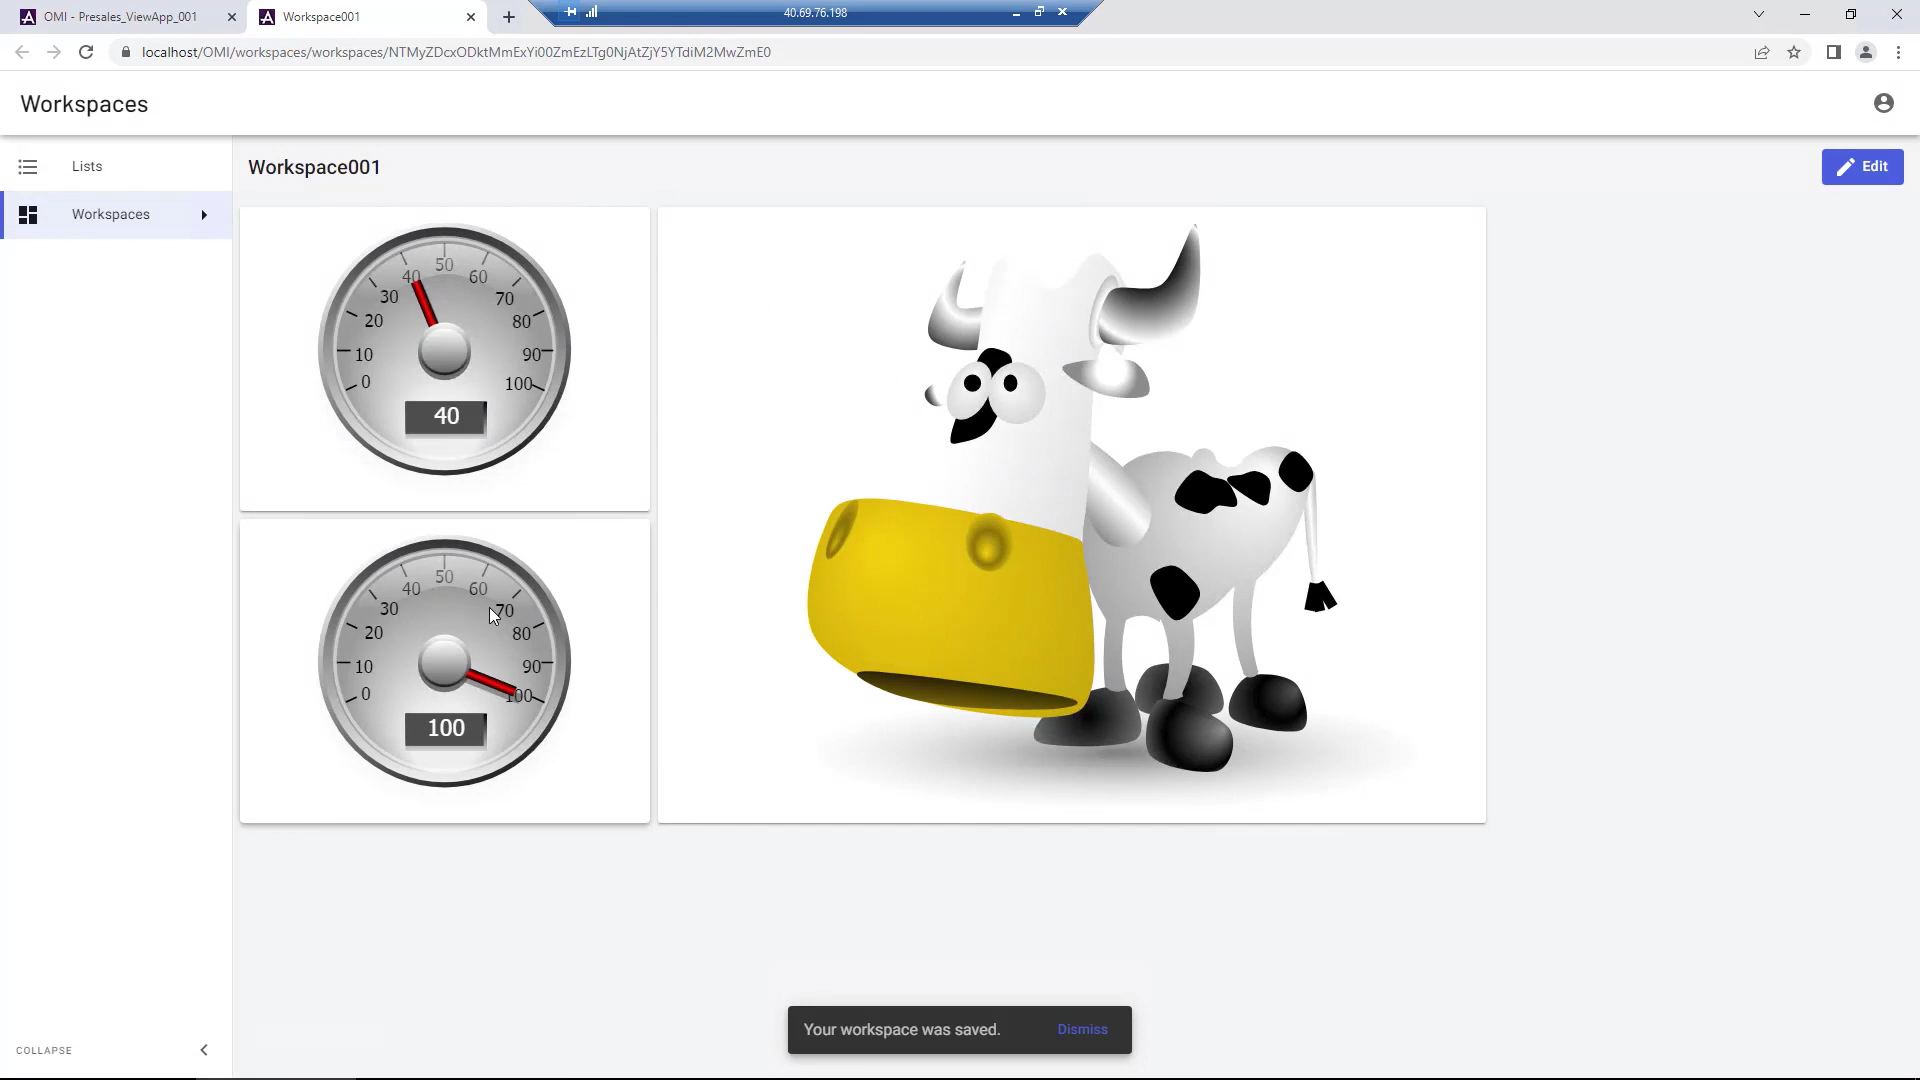 OMI - Presales_ViewApp_001
Workspace001
40.69.76.198
localhost/OMI/workspaces/workspaces/NTMyZDcxODktMmExYi00ZmEzLTg0NjAtZjY5YTdiM2MwZmE0
Workspaces
Lists
Workspaces
Workspace001
Edit
0
10
20
30
40
50
60
70
80
90
100
40
0
10
20
30
40
50
60
70
80
90
100
100
Your workspace was saved.
Dismiss
COLLAPSE